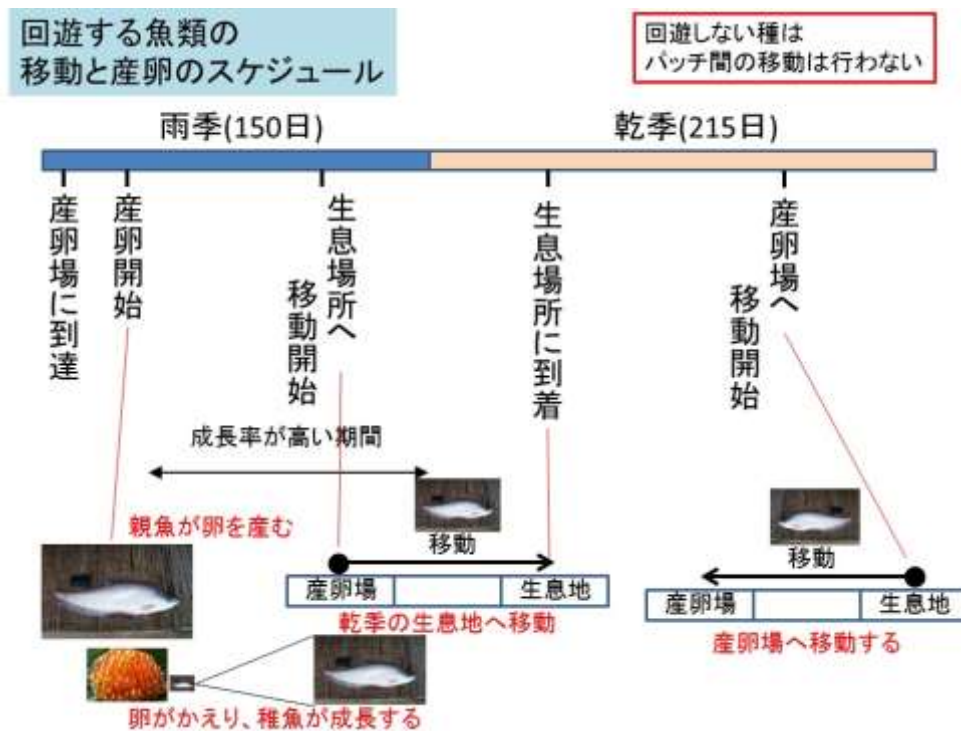 回遊する魚類の
移動と産卵のスケジュール
回遊しない種は
パッチ間の移動は行わない
雨季(150日)
乾季(215日)
産卵場に到達
産卵開始
生息場所へ
移動開始
生息場所に到着
産卵場へ
移動開始
成長率が高い期間
親魚が卵を産む
移動
産卵場
生息地
乾季の生息地へ移動
移動
産卵場
生息地
産卵場へ移動する
卵がかえり、稚魚が成長する